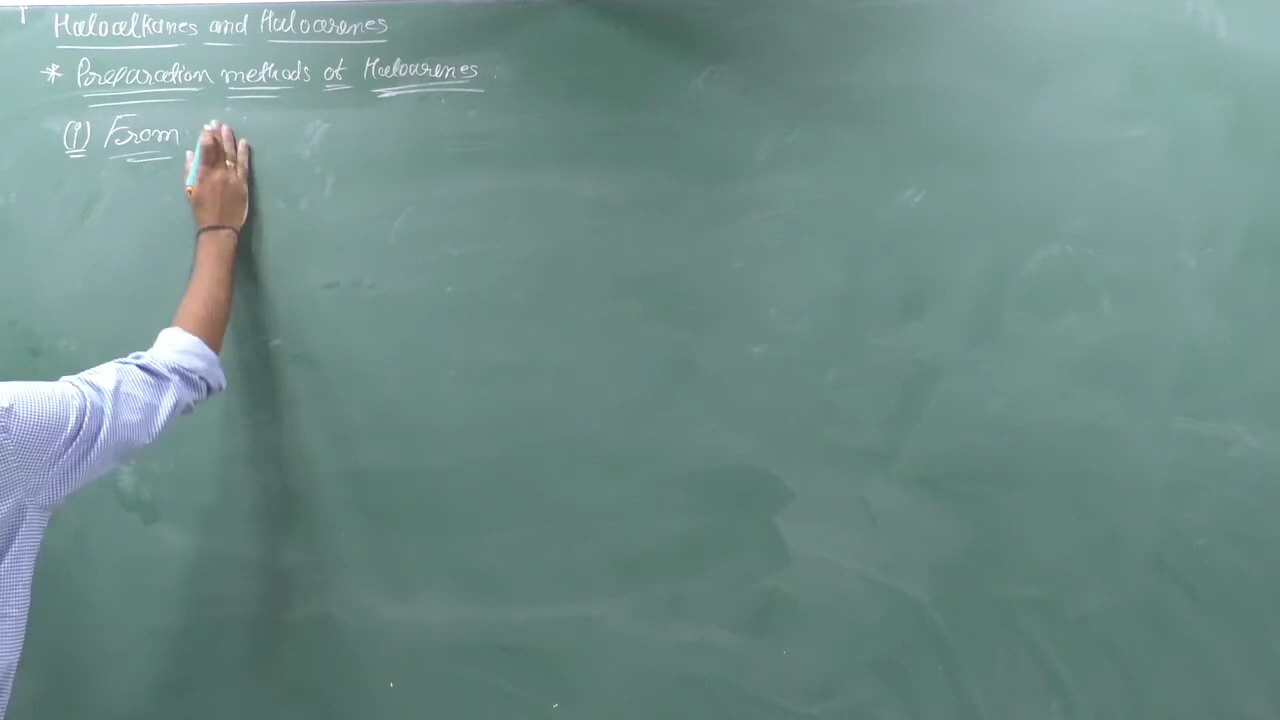 Haloalkanes and Haloarenes
* Preparation methods of Haloarenes
(1) From